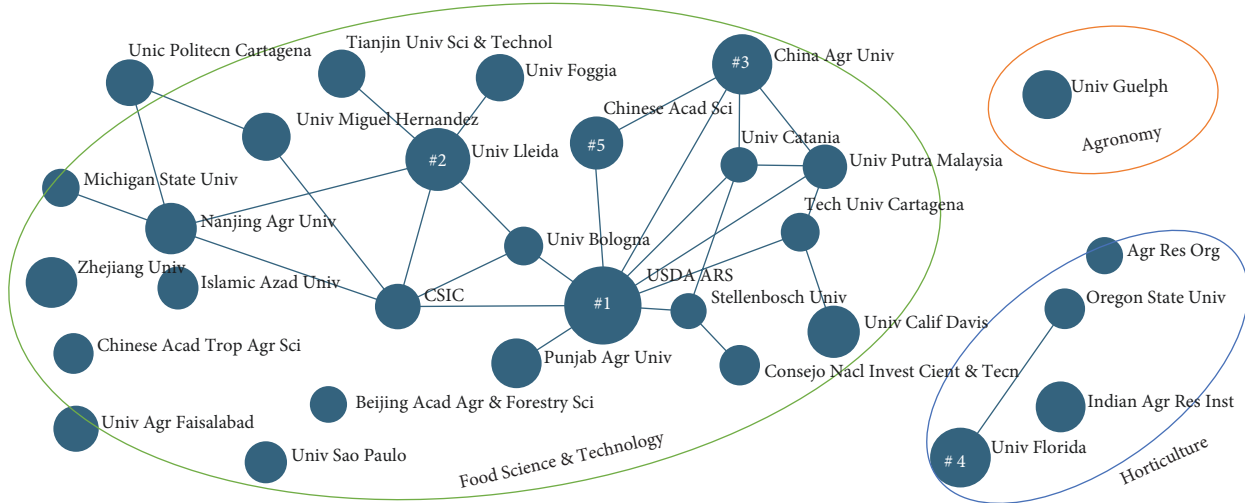 Tianjin Univ Sci & Technol
Unic Politecn Cartagena
#3
China Agr Univ
Univ Foggia
Univ Guelph
Chinese Acad Sci
Univ Miguel Hernandez
Agronomy
Univ Catania
#5
#2
Univ Lleida
Univ Putra Malaysia
Michigan State Univ
Tech Univ Cartagena
Nanjing Agr Univ
Univ Bologna
Agr Res Org
Zhejiang Univ
USDA ARS
Islamic Azad Univ
CSIC
#1
Stellenbosch Univ
Oregon State Univ
Univ Calif Davis
Chinese Acad Trop Agr Sci
Punjab Agr Univ
Consejo Nacl Invest Cient & Tecn
Beijing Acad Agr & Forestry Sci
Indian Agr Res Inst
Univ Agr Faisalabad
Univ Florida
Univ Sao Paulo
Food Science & Technology
# 4
Horticulture